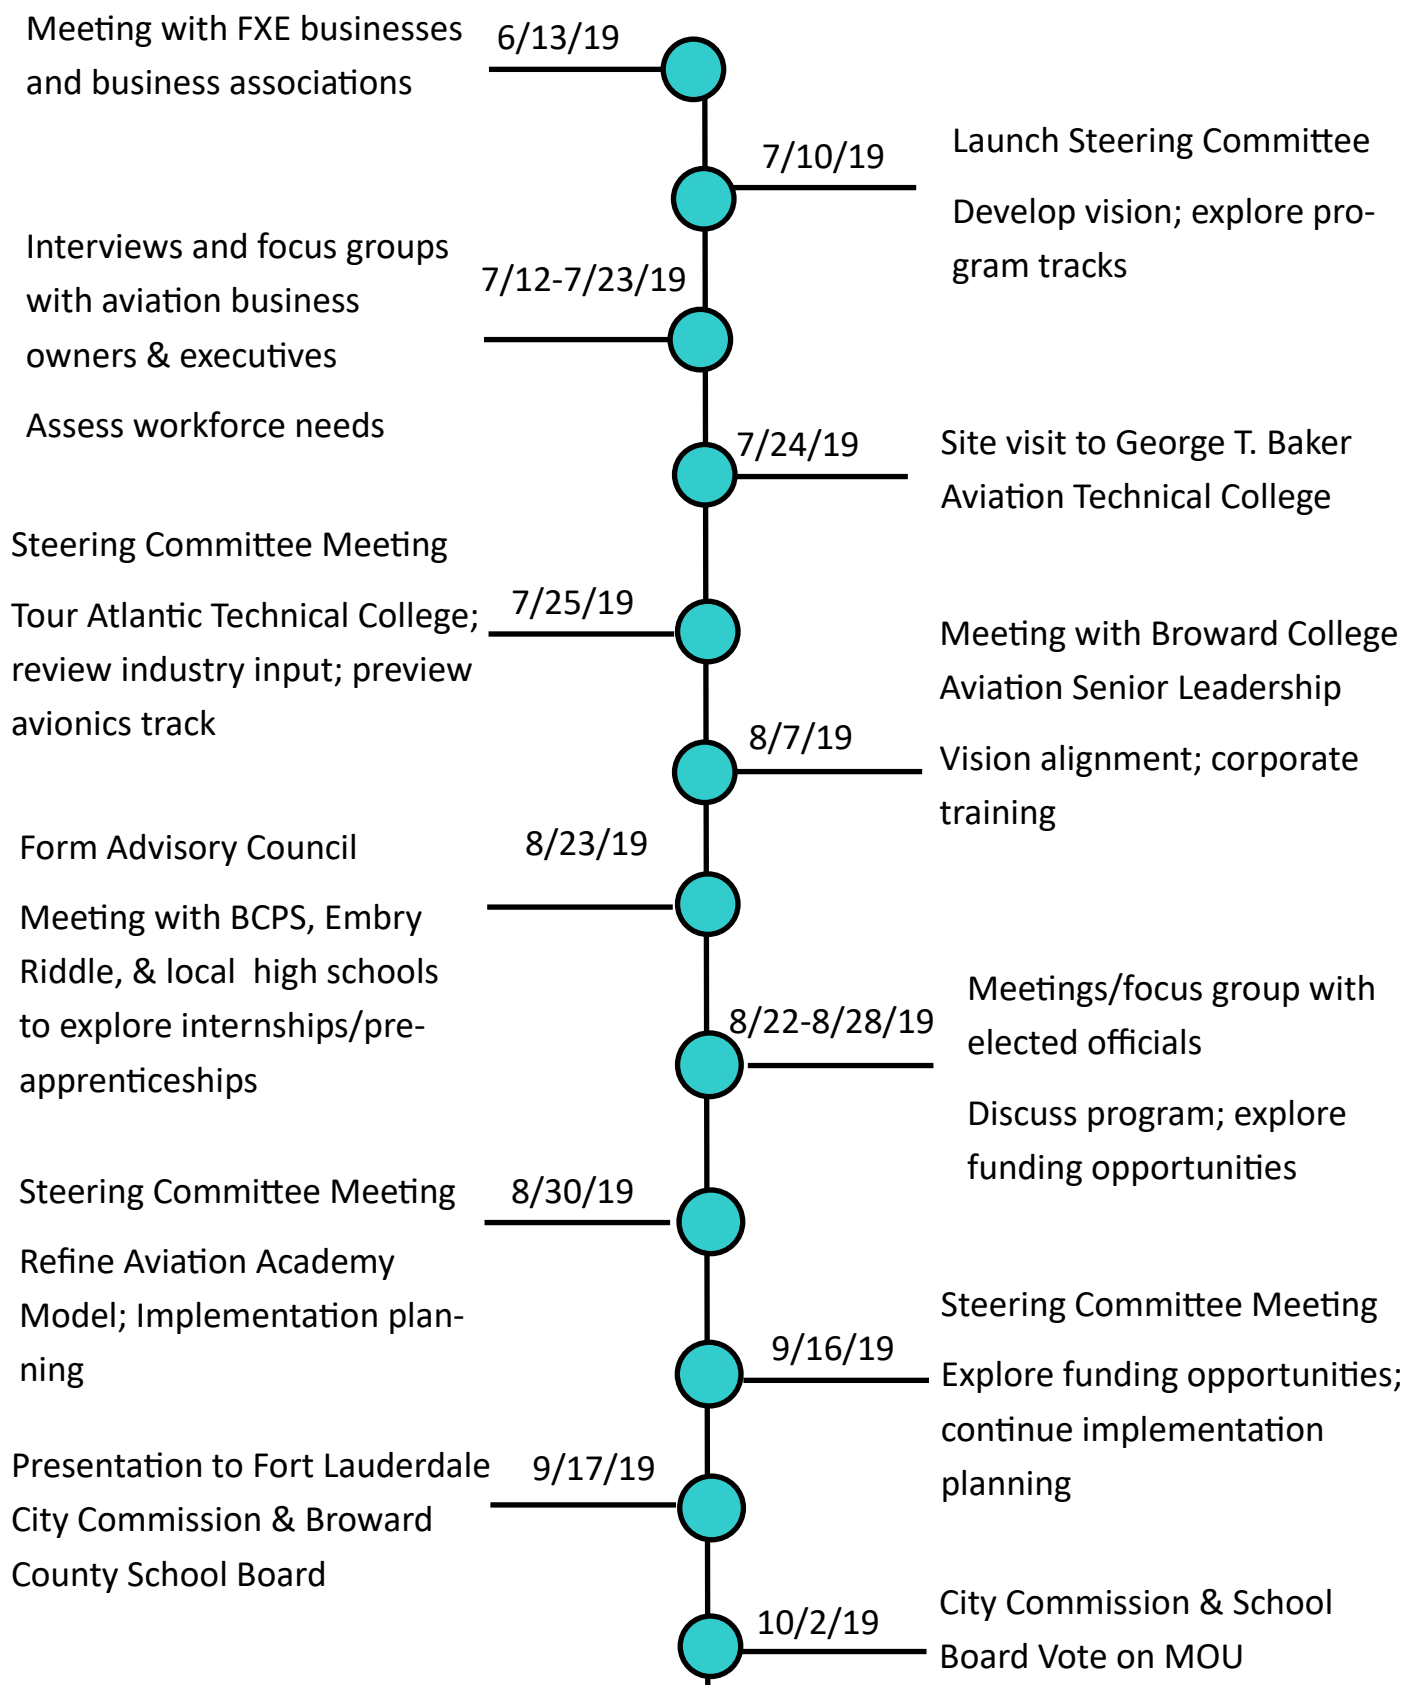 Meeting with FXE businesses
and business associations
6/13/19
7/10/19
Launch Steering Committee
Develop vision; explore pro-
gram tracks
Interviews and focus groups
with aviation business
owners & executives
Assess workforce needs
7/12-7/23/19
7/24/19
Site visit to George T. Baker
Aviation Technical College
Steering Committee Meeting
Tour Atlantic Technical College;
review industry input; preview
avionics track
7/25/19
8/7/19
Meeting with Broward College
Aviation Senior Leadership
Vision alignment; corporate
training
Form Advisory Council
Meeting with BCPS, Embry
Riddle, & local  high schools
to explore internships/pre-
apprenticeships
8/23/19
8/22-8/28/19
Meetings/focus group with
elected officials
Discuss program; explore
funding opportunities
Steering Committee Meeting
Refine Aviation Academy
Model; Implementation plan-
ning
8/30/19
9/16/19
Steering Committee Meeting
Explore funding opportunities;
continue implementation
planning
Presentation to Fort Lauderdale
City Commission & Broward
County School Board
9/17/19
10/2/19
City Commission & School
Board Vote on MOU